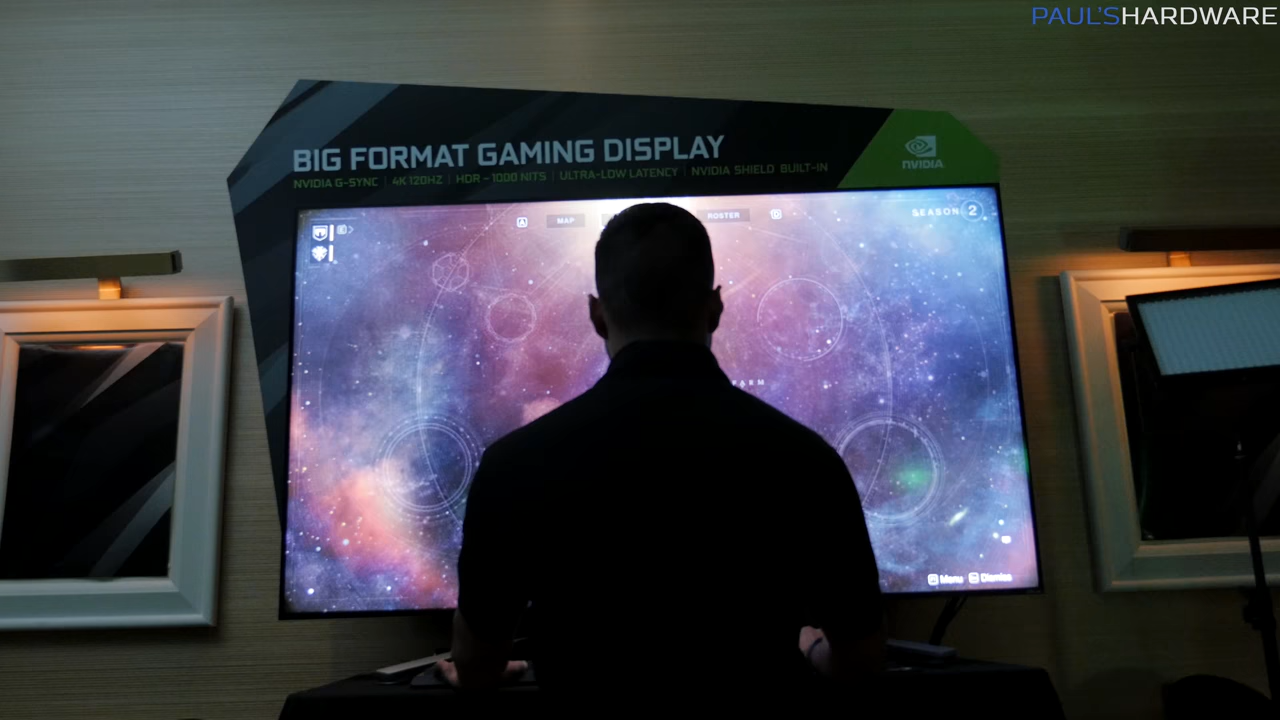 PAUL'SHARDWARE
BIG FORMAT GAMING DISPLAY
NVIDIA G-SYNC | 4K 120HZ | HDR - 1000 NITS | ULTRA-LOW LATENCY | NVIDIA SHIELD BUILT-IN
NVIDIA
A MAP ROSTER D
SEASON 2
E
FARM
Menu Dismiss